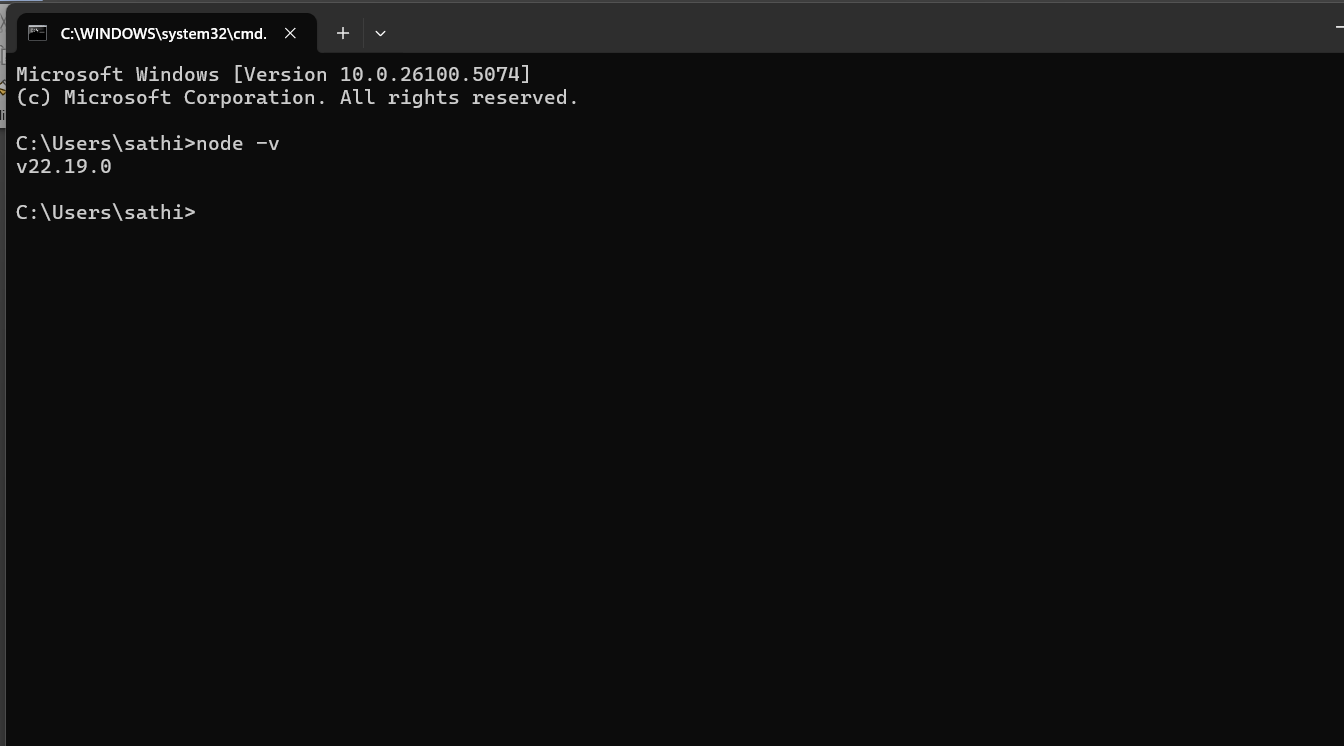 C:\WINDOWS\system32\cmd.
Microsoft Windows [Version 10.0.26100.5074]
(c) Microsoft Corporation. All rights reserved.
C:\Users\sathi>node -v
v22.19.0
C:\Users\sathi>